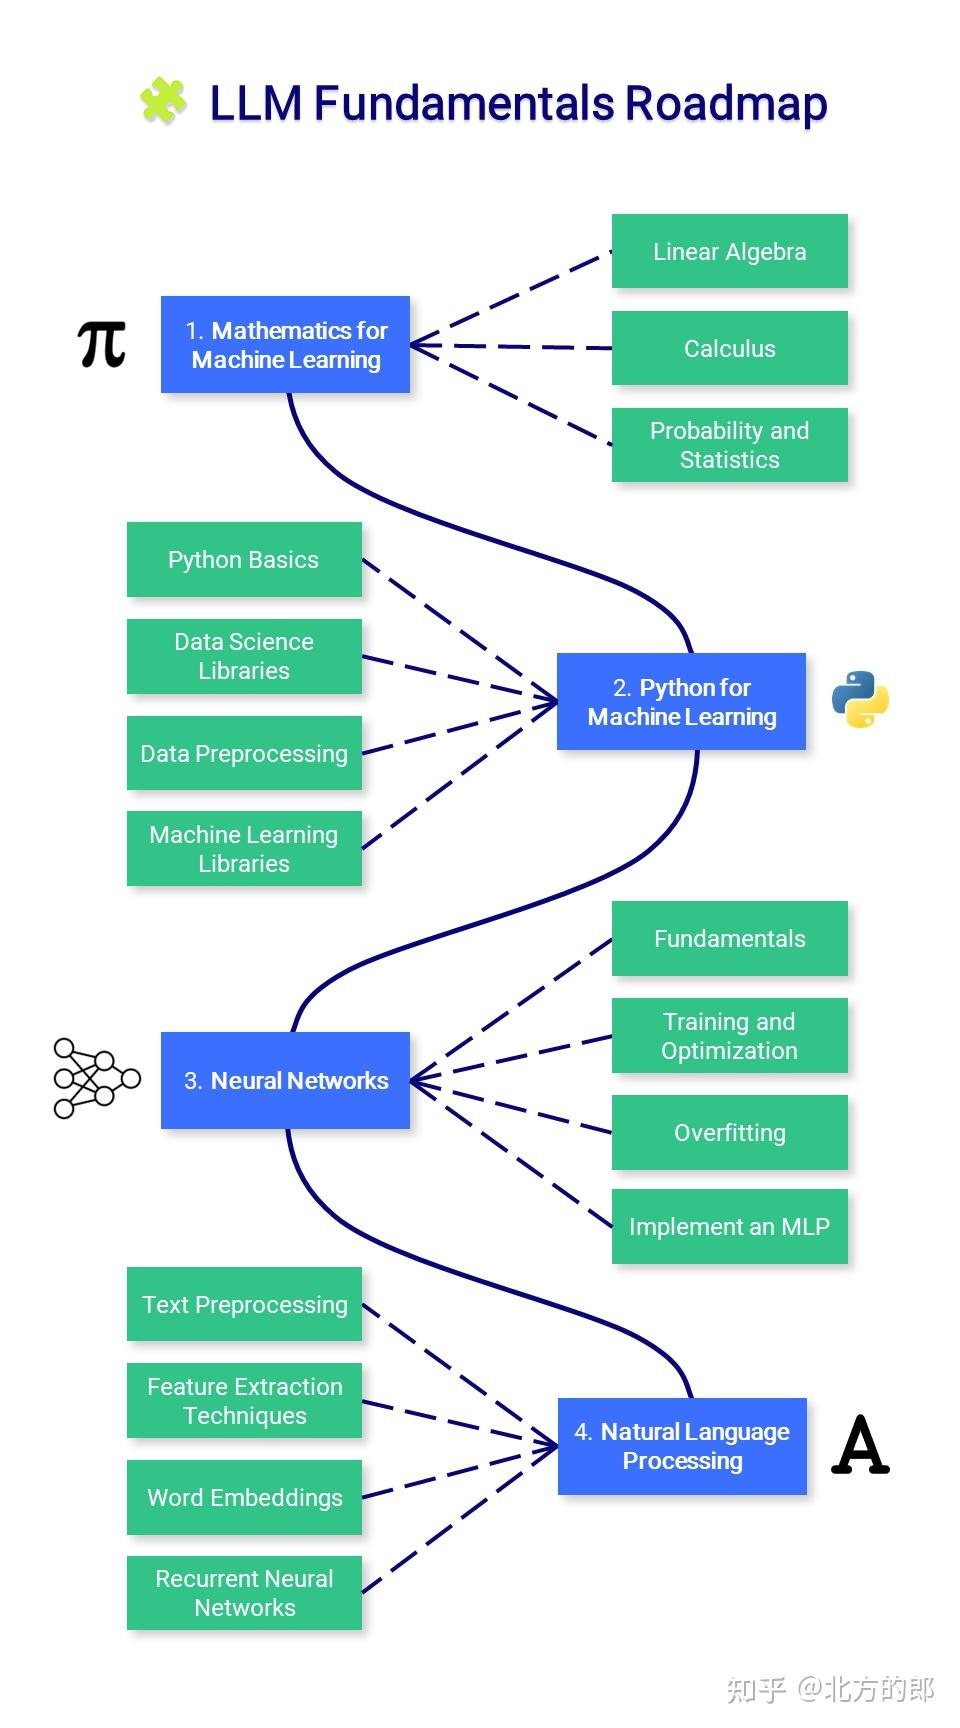 LLM Fundamentals Roadmap
1. Mathematics for
Machine Learning
Linear Algebra
Calculus
Probability and
Statistics
Python Basics
Data Science
Libraries
Data Preprocessing
Machine Learning
Libraries
2. Python for
Machine Learning
3. Neural Networks
Fundamentals
Training and
Optimization
Overfitting
Implement an MLP
Text Preprocessing
Feature Extraction
Techniques
Word Embeddings
Recurrent Neural
Networks
4. Natural Language
Processing
知乎 @北方的郎